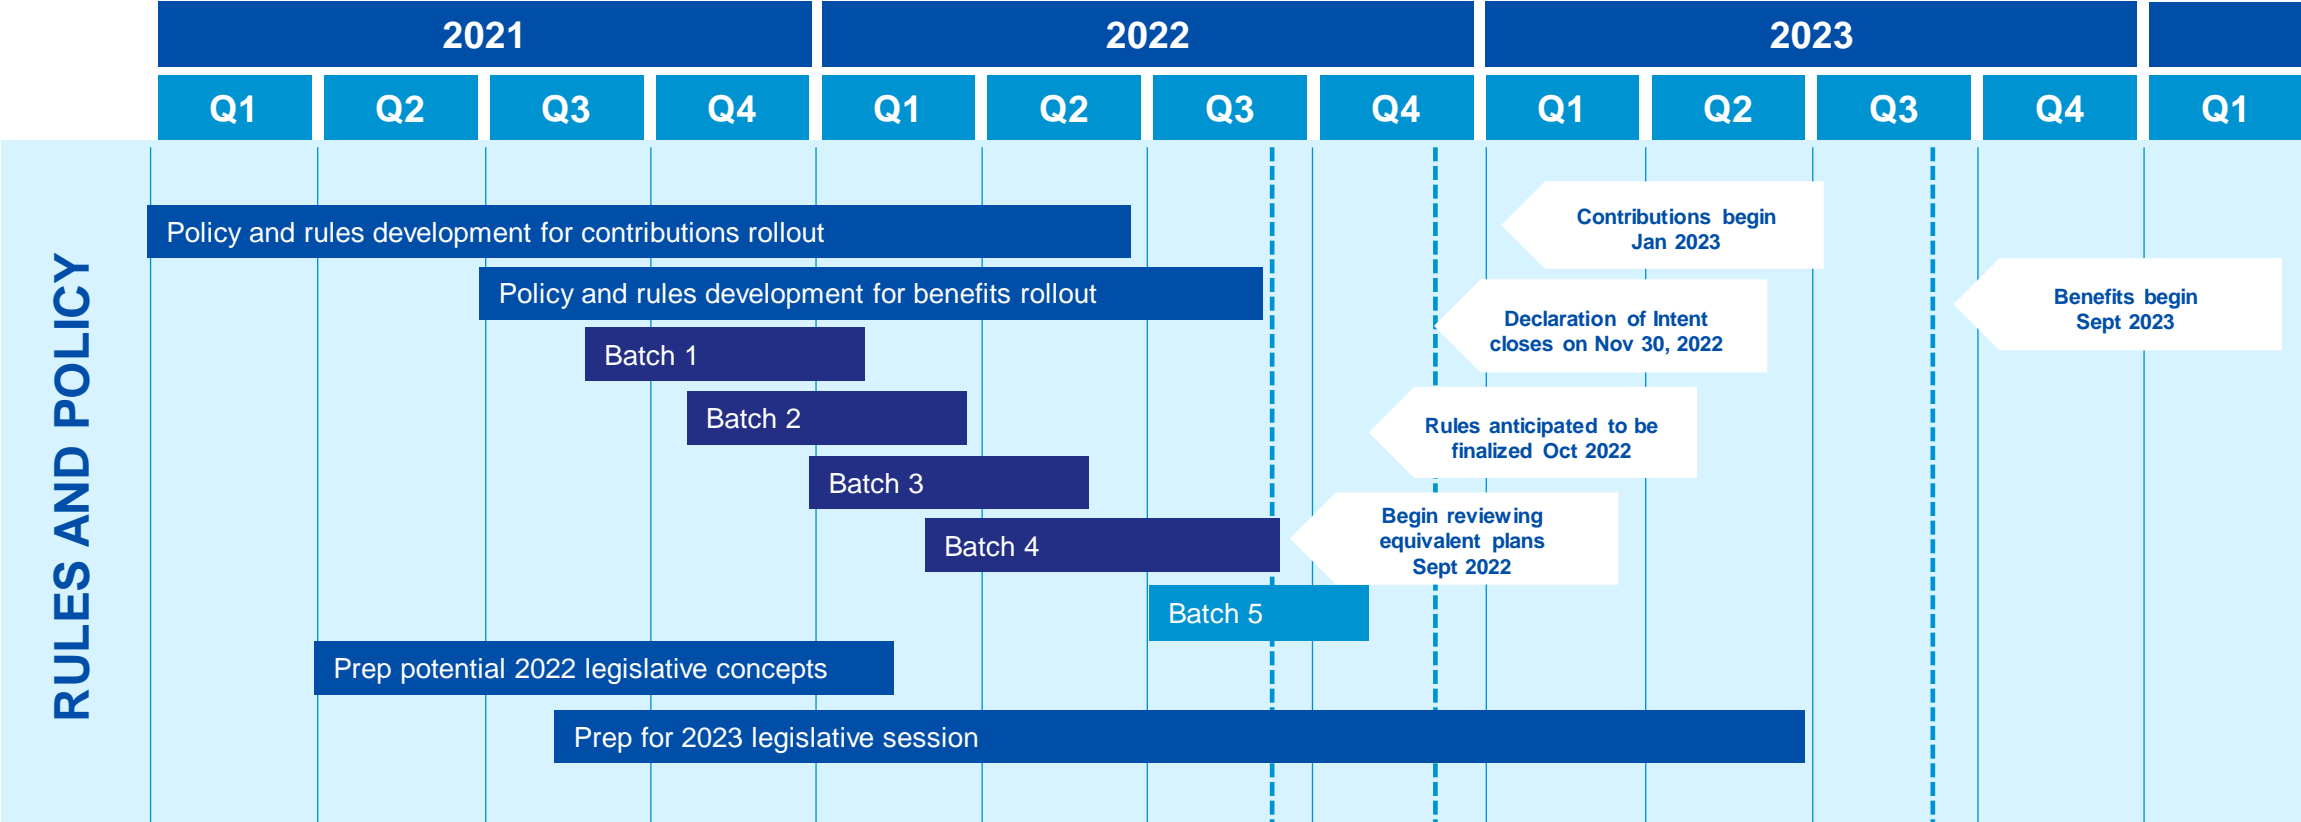 2021
2022
2023
Q1
Q2
Q3
Q4
Q1
Q2
Q3
Q4
Q1
Q2
Q3
Q4
Q1
RULES AND POLICY
Policy and rules development for contributions rollout
Contributions begin
Jan 2023
Policy and rules development for benefits rollout
Benefits begin
Sept 2023
Declaration of Intent
closes on Nov 30, 2022
Batch 1
Batch 2
Rules anticipated to be
finalized Oct 2022
Batch 3
Batch 4
Begin reviewing
equivalent plans
Sept 2022
Batch 5
Prep potential 2022 legislative concepts
Prep for 2023 legislative session